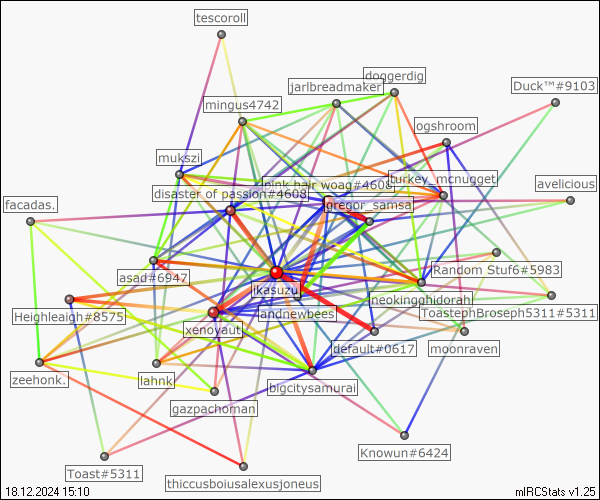 tescoroll
doggerdig
jarlbreadmaker
Duck™#9103
mingus4742
ogshroom
mukszi
turkey_mcnugget
pink hair woag#4608
avelicious
disaster of passion#4608
facadas.
gregor_samsa
Random Stuf6#5983
asad#6947
ikasuzu
neokingghidorah
ToastephBroseph5311#5311
andnewbees
Heighleaigh#8575
xenoyaut
default#0617
moonraven
zeehonk.
lahnk
bigcitysamurai
gazpachoman
Knowun#6424
Toast#5311
thiccusboiusalexusjoneus
18.12.2024 15:10
mIRCStats v1.25